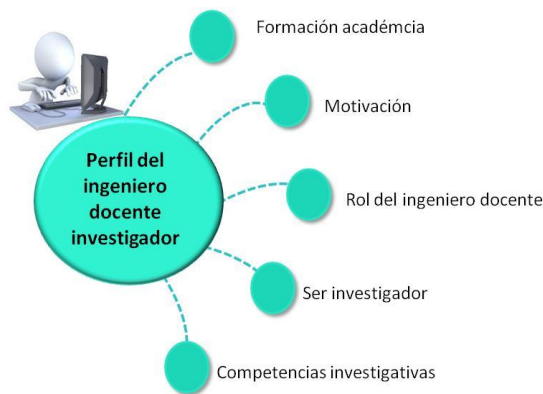 Formación académcia
Motivación
Perfil del
ingeniero
docente
investigador
Rol del ingeniero docente
Ser investigador
Competencias investigativas